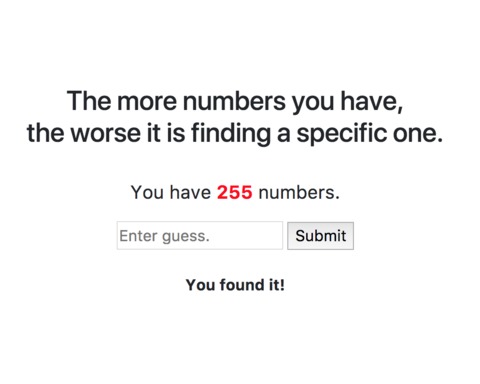 The more numbers you have,
the worse it is finding a specific one.
You have 255 numbers.
Enter guess. Submit
You found it!